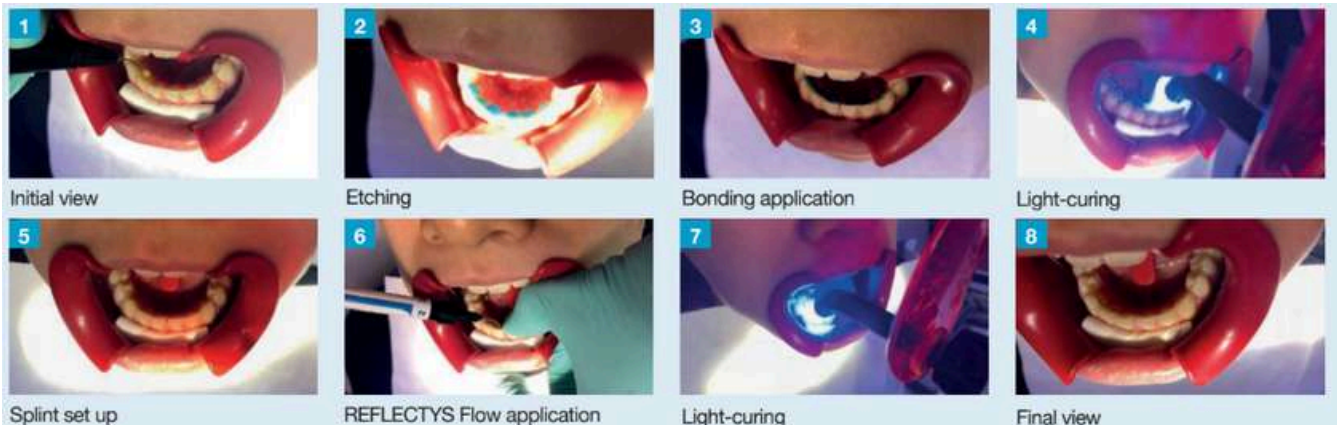 1
2
3
4
Initial view
Etching
Bonding application
Light-curing
5
6
7
8
Splint set up
REFLECTYS Flow application
Light-curing
Final view